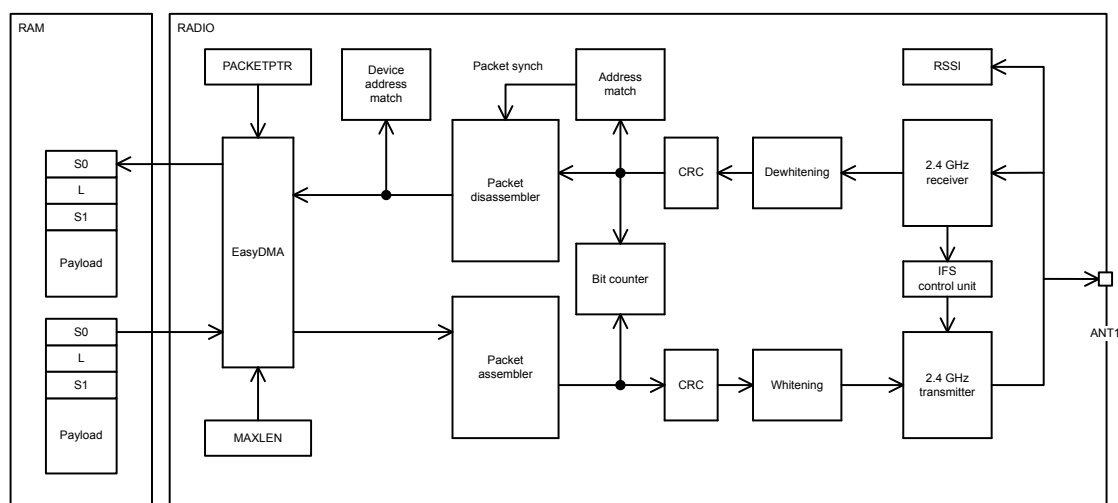 RAM
RADIO
PACKETPTR
Device
address
match
Packet synch
Address
match
RSSI
S0
L
S1
Payload
EasyDMA
Packet
disassembler
CRC
Dewhitening
2.4 GHz
receiver
Bit counter
IFS
control unit
ANT1
S0
L
S1
Payload
Packet
assembler
CRC
Whitening
2.4 GHz
transmitter
MAXLEN